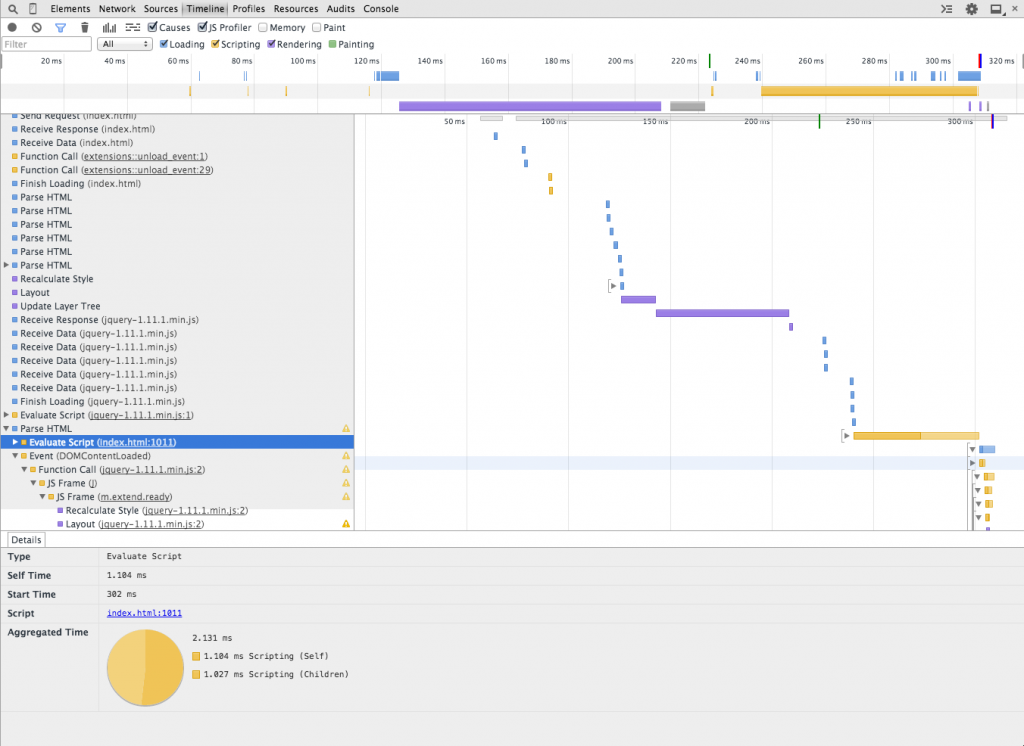 Elements Network Sources Timeline Profiles Resources Audits Console
Causes JS Profiler Memory Paint
Filter All Loading Scripting Rendering Painting
20 ms 40 ms 60 ms 80 ms 100 ms 120 ms 140 ms 160 ms 180 ms 200 ms 220 ms 240 ms 260 ms 280 ms 300 ms 320 ms
50 ms 100 ms 150 ms 200 ms 250 ms 300 ms
Send Request (index.html)
Receive Response (index.html)
Receive Data (index.html)
Function Call (extensions::unload_event:1)
Function Call (extensions::unload_event:29)
Finish Loading (index.html)
Parse HTML
Parse HTML
Parse HTML
Parse HTML
Parse HTML
Parse HTML
Recalculate Style
Layout
Update Layer Tree
Receive Response (jquery-1.11.1.min.js)
Receive Data (jquery-1.11.1.min.js)
Receive Data (jquery-1.11.1.min.js)
Receive Data (jquery-1.11.1.min.js)
Receive Data (jquery-1.11.1.min.js)
Receive Data (jquery-1.11.1.min.js)
Finish Loading (jquery-1.11.1.min.js)
Evaluate Script (jquery-1.11.1.min.js:1)
Parse HTML
Evaluate Script (index.html:1011)
Event (DOMContentLoaded)
Function Call (jquery-1.11.1.min.js:2)
JS Frame (j)
JS Frame (m.extend.ready)
Recalculate Style (jquery-1.11.1.min.js:2)
Layout (jquery-1.11.1.min.js:2)
Details
Type Evaluate Script
Self Time 1.104 ms
Start Time 302 ms
Script index.html:1011
Aggregated Time 2.131 ms
1.104 ms Scripting (Self)
1.027 ms Scripting (Children)